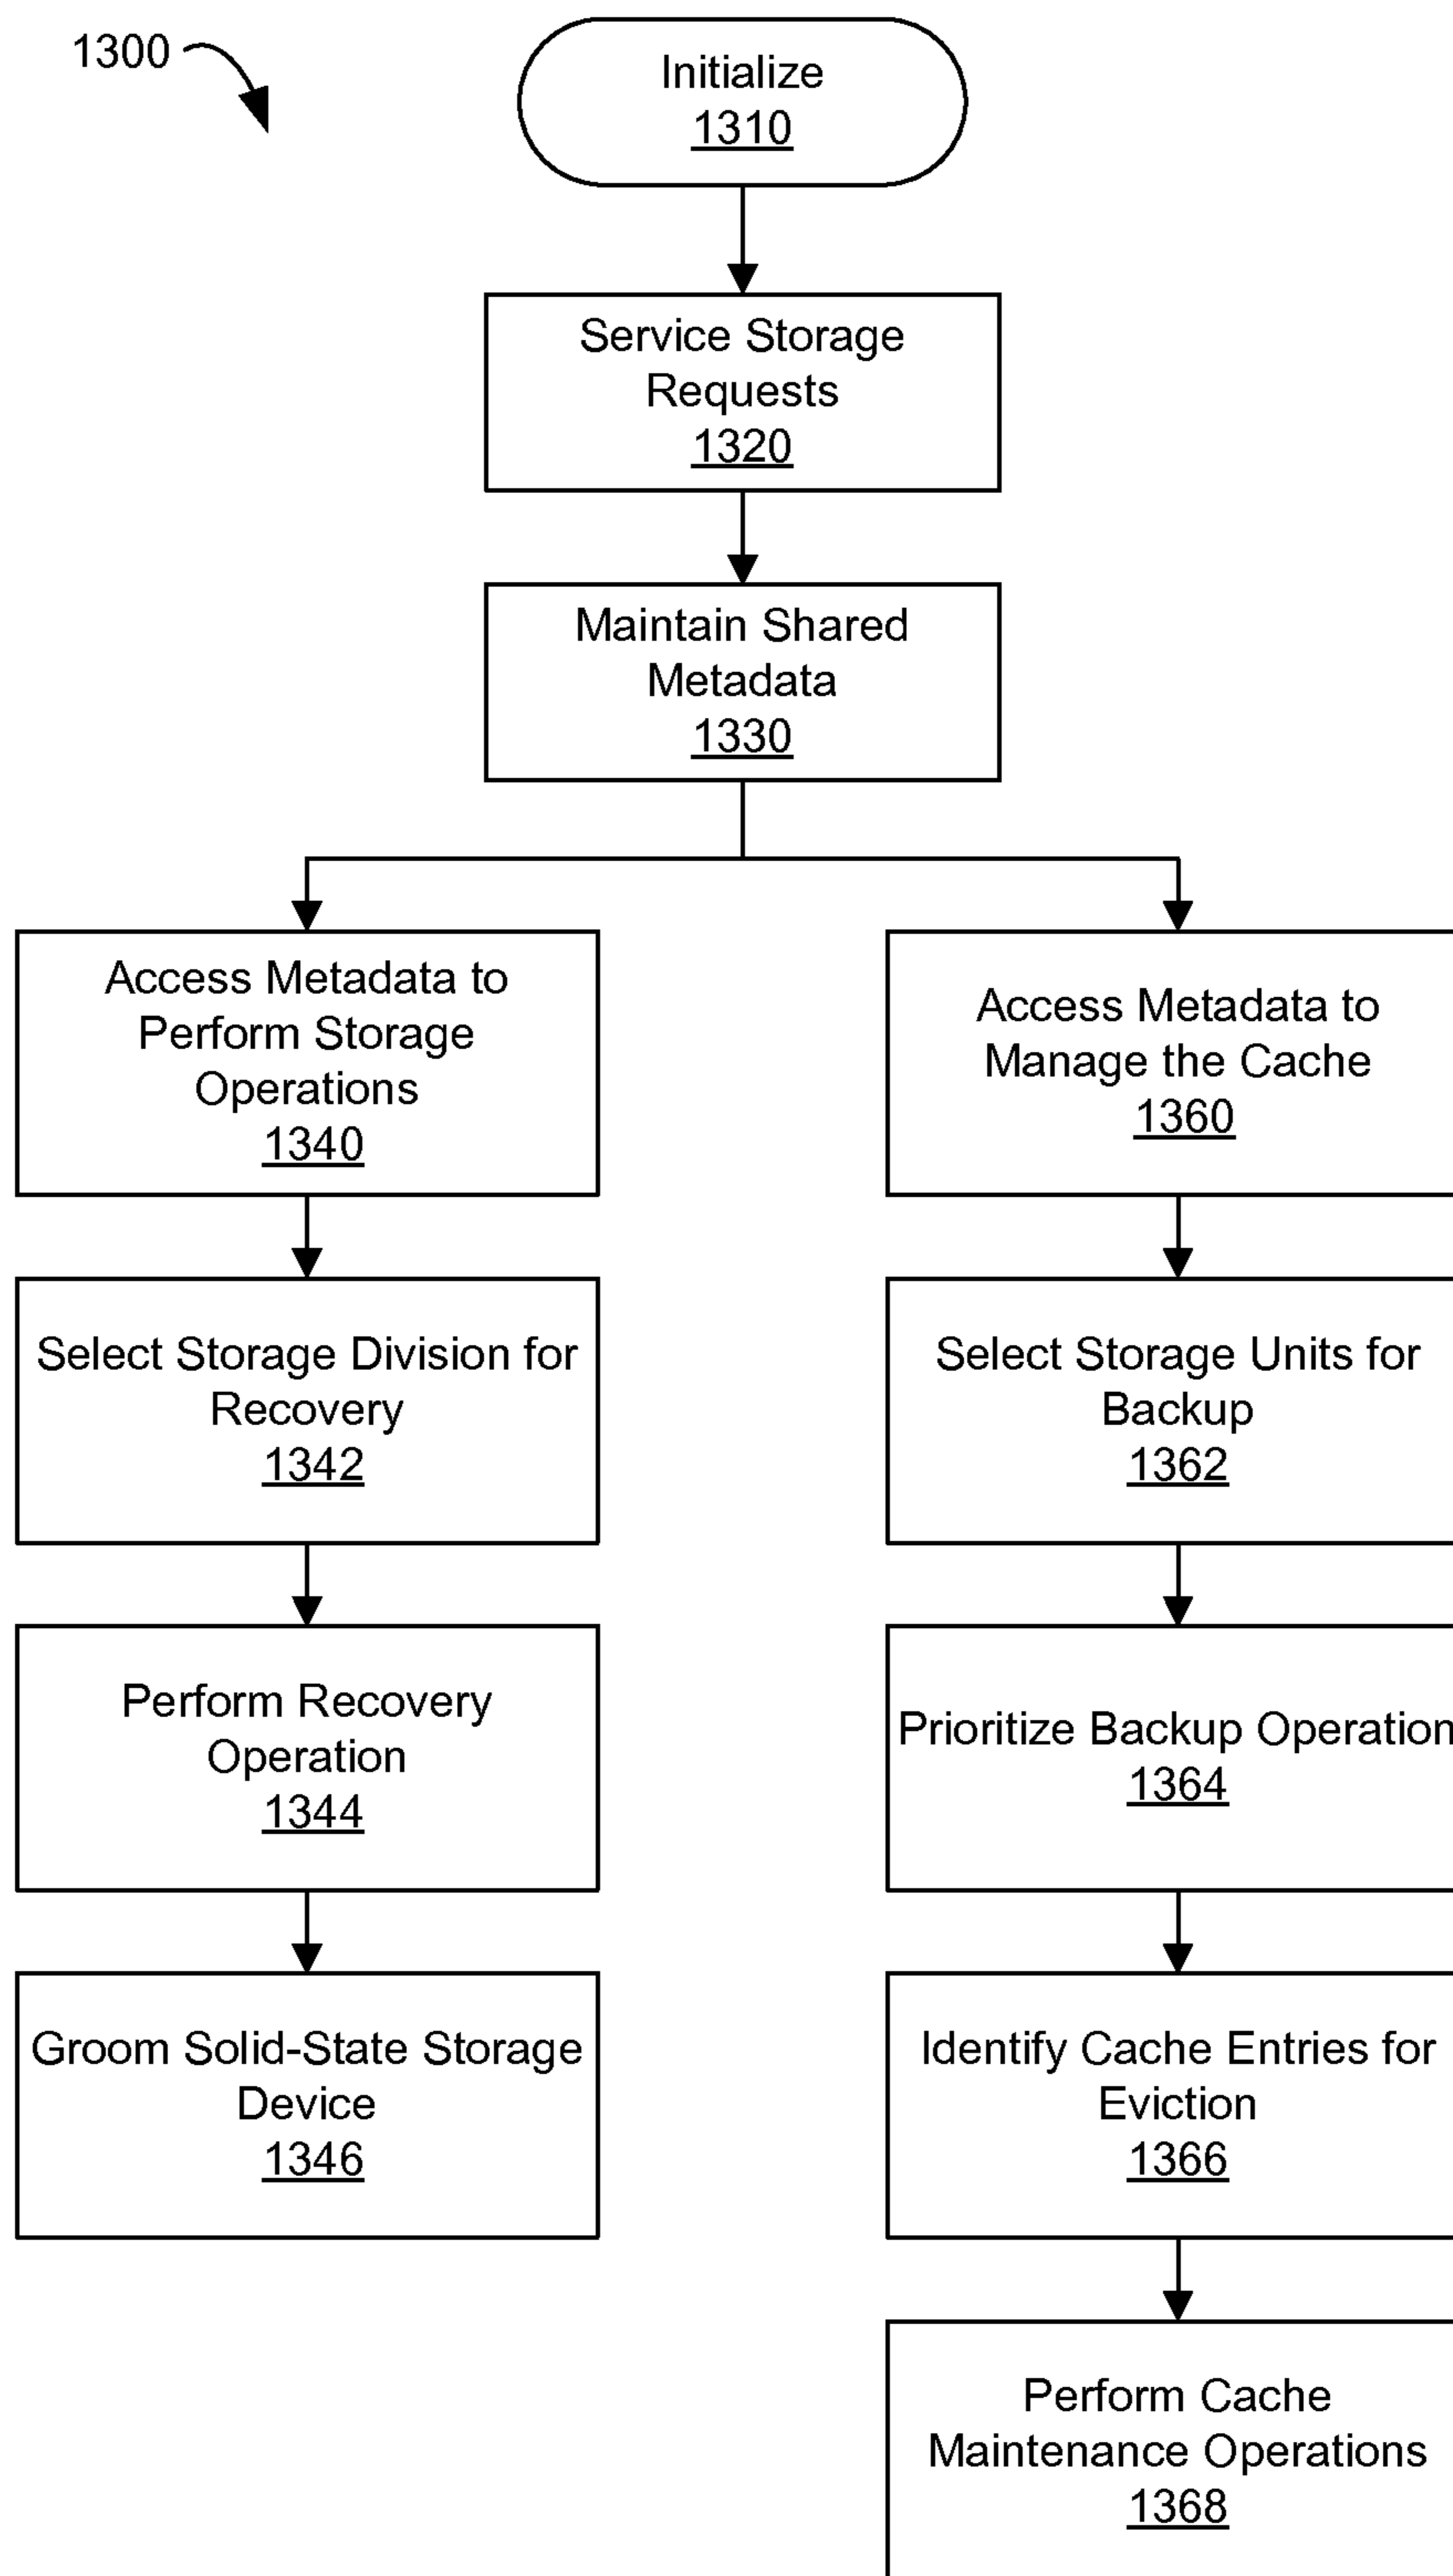 1300
Initialize
1310
Service Storage
Requests
1320
Maintain Shared
Metadata
1330
Access Metadata to
Perform Storage
Operations
1340
Select Storage Division for
Recovery
1342
Perform Recovery
Operation
1344
Groom Solid-State Storage
Device
1346
Access Metadata to
Manage the Cache
1360
Select Storage Units for
Backup
1362
Prioritize Backup Operation
1364
Identify Cache Entries for
Eviction
1366
Perform Cache
Maintenance Operations
1368